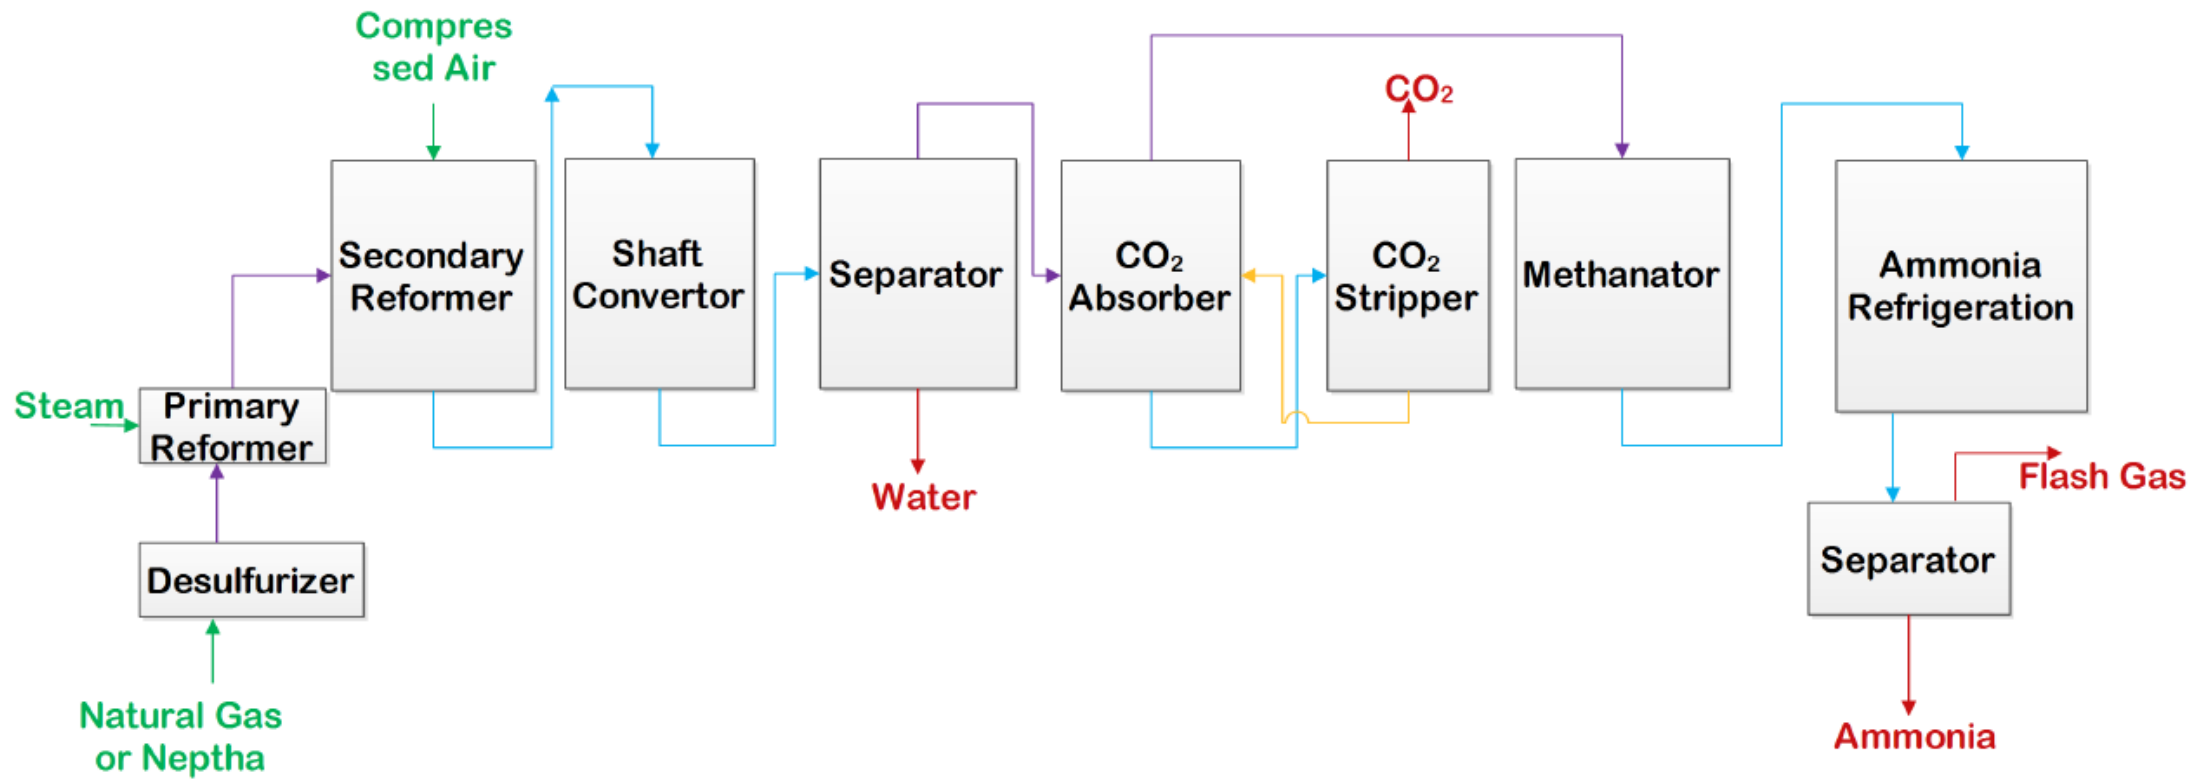 Compres
sed Air
CO₂
Secondary
Reformer
Shaft
Convertor
Separator
CO₂
Absorber
CO₂
Stripper
Methanator
Ammonia
Refrigeration
Steam
Primary
Reformer
Water
Flash Gas
Desulfurizer
Separator
Natural Gas
or Neptha
Ammonia